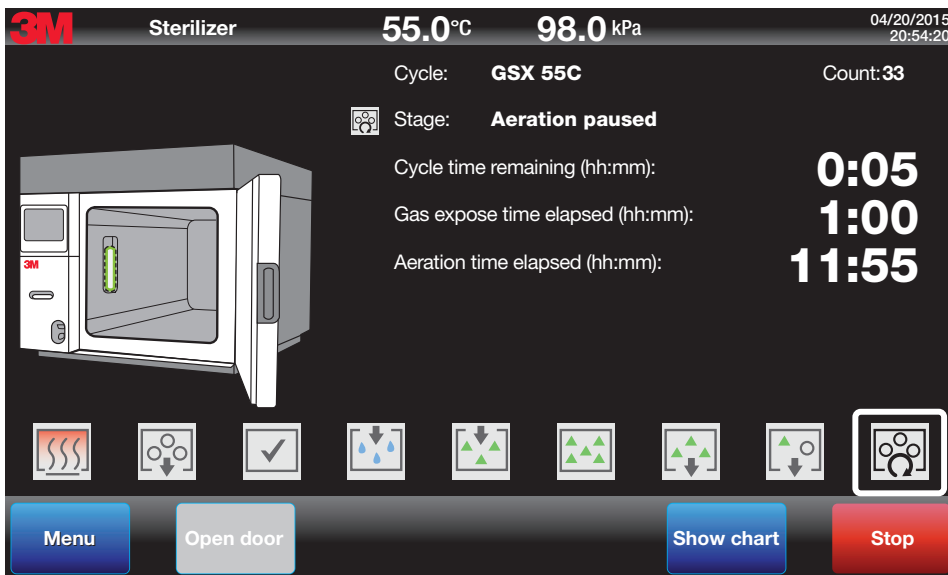 3M Sterilizer 55.0°C 98.0 kPa 04/20/2015
20:54:20
Cycle: GSX 55C Count:33
Stage: Aeration paused
Cycle time remaining (hh:mm): 0:05
Gas expose time elapsed (hh:mm): 1:00
Aeration time elapsed (hh:mm): 11:55
3M
Menu Open door Show chart Stop